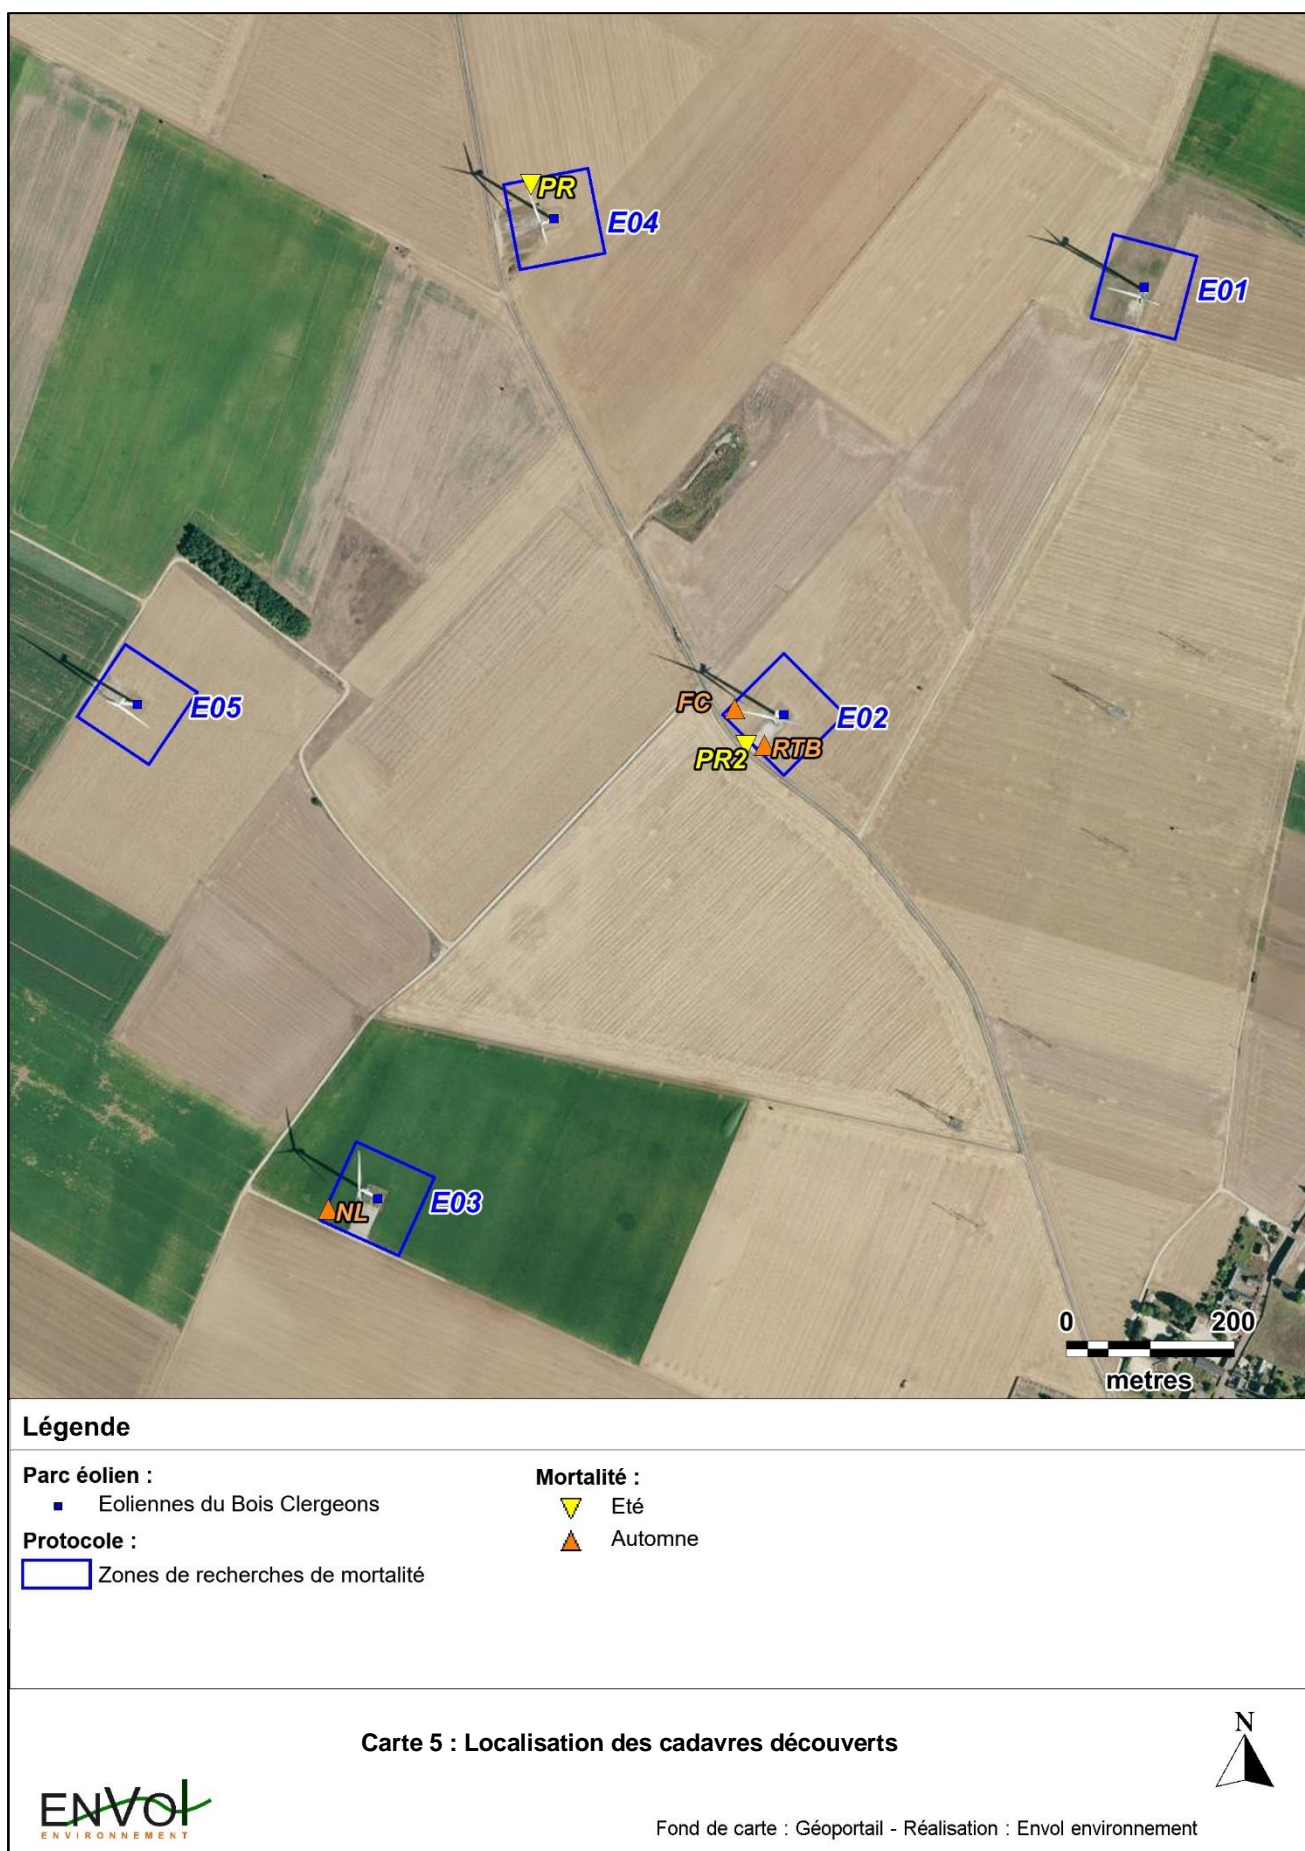 PR
E04
E01
E05
FC
E02
PR2
RTB
NL
E03
0 200
metres
Légende
Parc éolien :
Eoliennes du Bois Clergeons
Protocole :
Zones de recherches de mortalité
Mortalité :
Eté
Automne
N
Carte 5 : Localisation des cadavres découverts
ENVOl
ENVIRONNEMENT
Fond de carte : Géoportail - Réalisation : Envol environnement